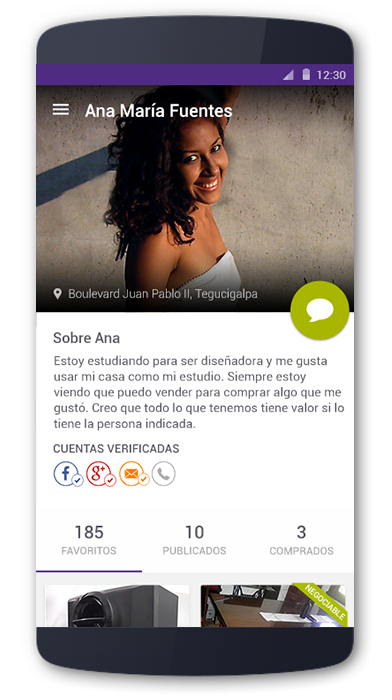 12:30
Ana María Fuentes
Boulevard Juan Pablo II, Tegucigalpa
Sobre Ana
Estoy estudiando para ser diseñadora y me gusta
usar mi casa como mi estudio. Siempre estoy
viendo que puedo vender para comprar algo que me
gustó. Creo que todo lo que tenemos tiene valor si lo
tiene la persona indicada.
CUENTAS VERIFICADAS
185 10 3
FAVORITOS PUBLICADOS COMPRADOS
NEGOCIABLE